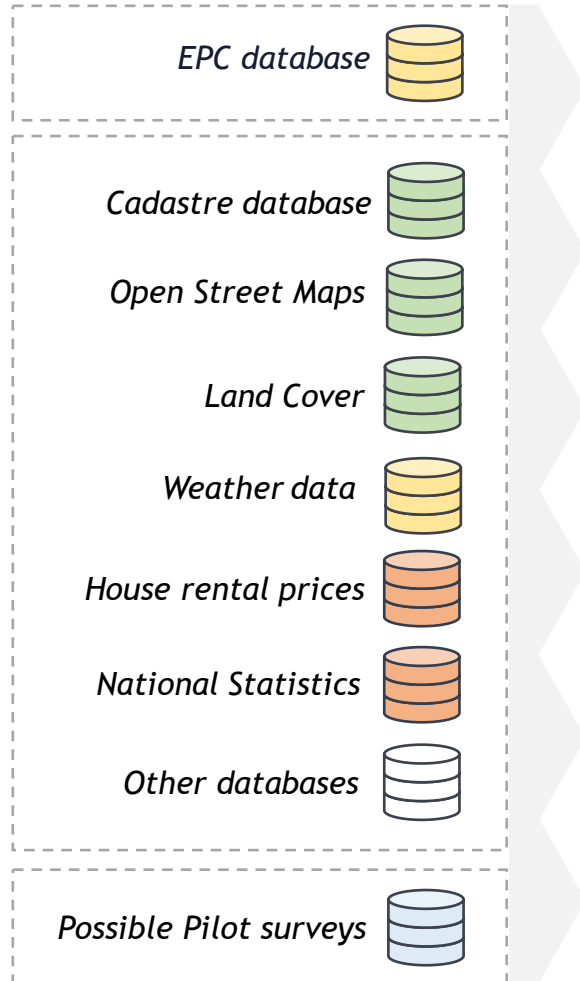 EPC database
Cadastre database
Open Street Maps
Land Cover
Weather data
House rental prices
National Statistics
Other databases
Possible Pilot surveys